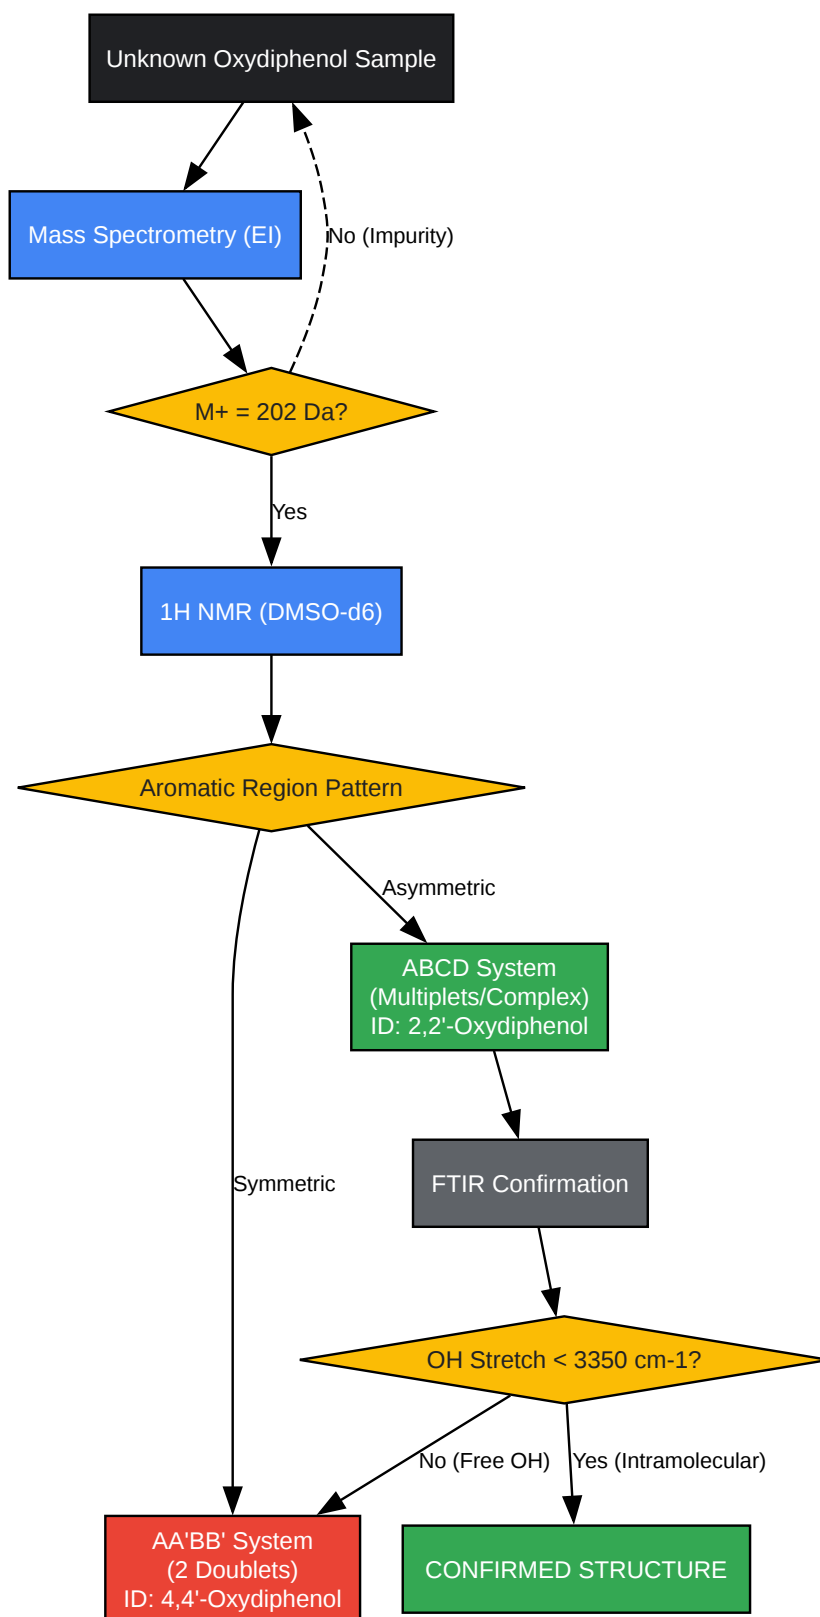 Unknown Oxydiphenol Sample
Mass Spectrometry (EI)
No (Impurity)
M+ = 202 Da?
Yes
1H NMR (DMSO-d6)
Aromatic Region Pattern
Asymmetric
ABCD System
(Multiplets/Complex)
ID: 2,2'-Oxydiphenol
Symmetric
FTIR Confirmation
OH Stretch < 3350 cm-1?
No (Free OH)
Yes (Intramolecular)
AA'BB' System
(2 Doublets)
ID: 4,4'-Oxydiphenol
CONFIRMED STRUCTURE